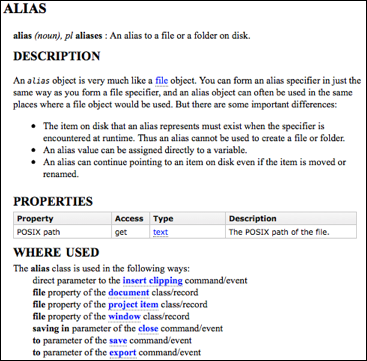 ALIAS
alias (noun), pl aliases : An alias to a file or a folder on disk.
DESCRIPTION
An alias object is very much like a file object. You can form an alias specifier in just the
same way as you form a file specifier, and an alias object can often be used in the same
places where a file object would be used. But there are some important differences:
• The item on disk that an alias represents must exist when the specifier is
encountered at runtime. Thus an alias cannot be used to create a file or folder.
• An alias value can be assigned directly to a variable.
• An alias can continue pointing to an item on disk even if the item is moved or
renamed.
PROPERTIES
Property Access Type Description
POSIX path get text The POSIX path of the file.
WHERE USED
The alias class is used in the following ways:
direct parameter to the insert clipping command/event
file property of the document class/record
file property of the project item class/record
file property of the window class/record
saving in parameter of the close command/event
to parameter of the save command/event
to parameter of the export command/event